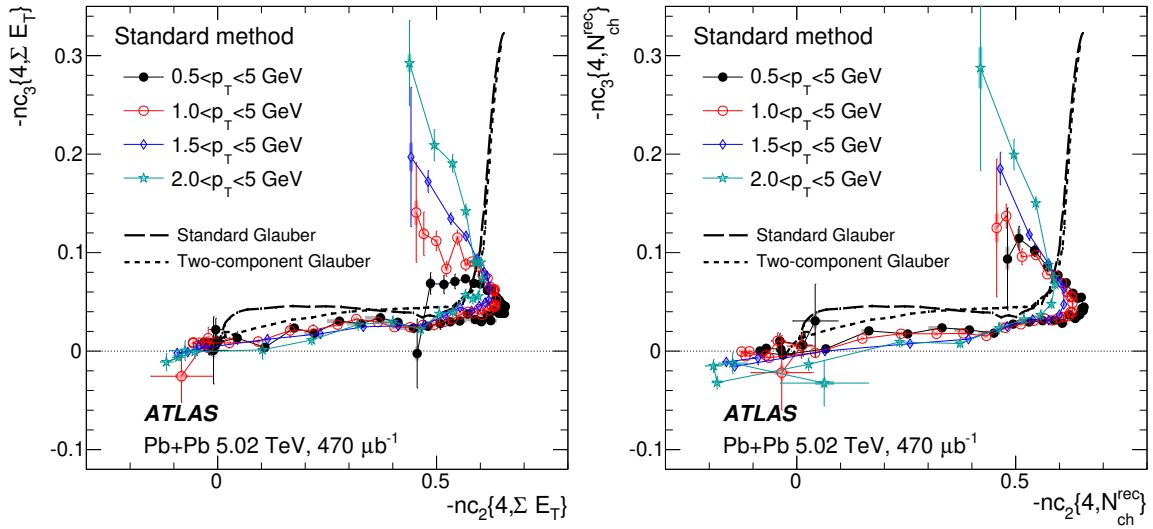 -nc₃{4,Σ E_T}
0.3
0.2
0.1
0
-0.1
Standard method
0.5<p_T<5 GeV
1.0<p_T<5 GeV
1.5<p_T<5 GeV
2.0<p_T<5 GeV
Standard Glauber
Two-component Glauber
ATLAS
Pb+Pb 5.02 TeV, 470 μb⁻¹
0
0.5
-nc₂{4,Σ E_T}
-nc₃{4,N_ch^rec}
0.3
0.2
0.1
0
-0.1
Standard method
0.5<p_T<5 GeV
1.0<p_T<5 GeV
1.5<p_T<5 GeV
2.0<p_T<5 GeV
Standard Glauber
Two-component Glauber
ATLAS
Pb+Pb 5.02 TeV, 470 μb⁻¹
0
0.5
-nc₂{4,N_ch^rec}